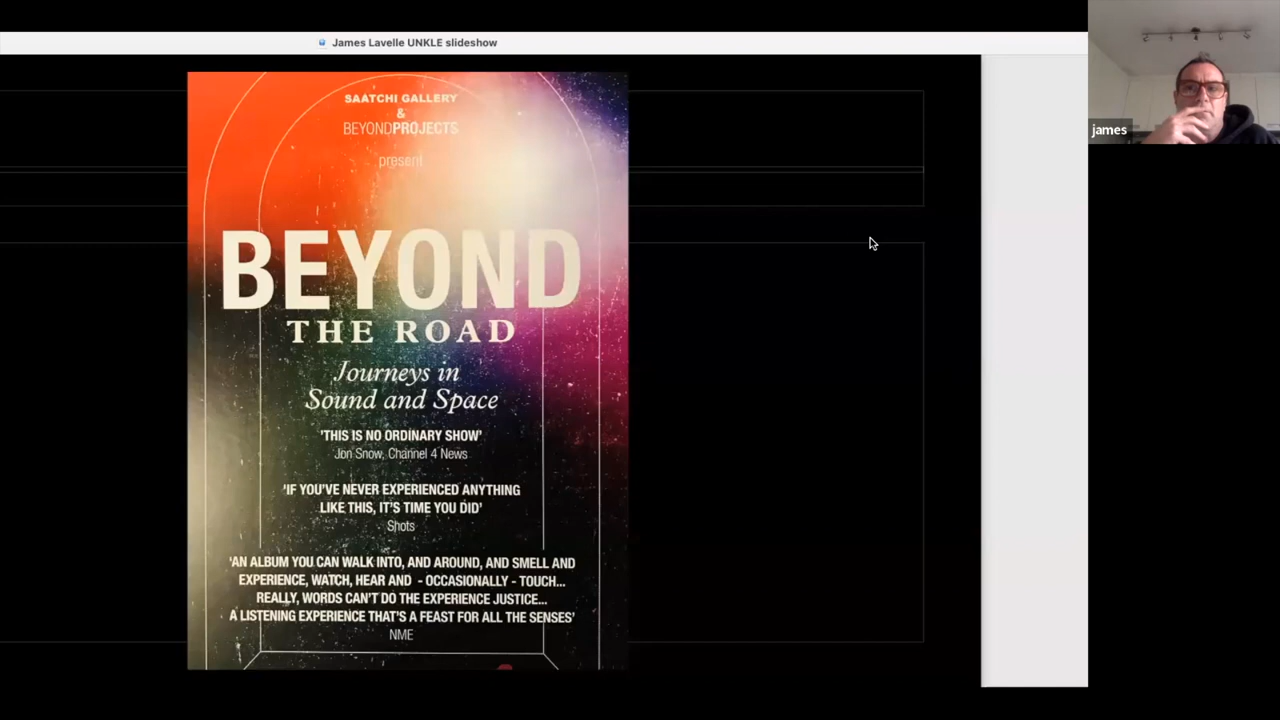 James Lavelle UNKLE slideshow
SAATCHI GALLERY
&
BEYONDPROJECTS
present
BEYOND
THE ROAD
Journeys in
Sound and Space
'THIS IS NO ORDINARY SHOW'
Jon Snow, Channel 4 News
'IF YOU'VE NEVER EXPERIENCED ANYTHING
LIKE THIS, IT'S TIME YOU DID'
Shots
'AN ALBUM YOU CAN WALK INTO, AND AROUND, AND SMELL AND
EXPERIENCE, WATCH, HEAR AND - OCCASIONALLY - TOUCH...
REALLY, WORDS CAN'T DO THE EXPERIENCE JUSTICE...
A LISTENING EXPERIENCE THAT'S A FEAST FOR ALL THE SENSES'
NME
james